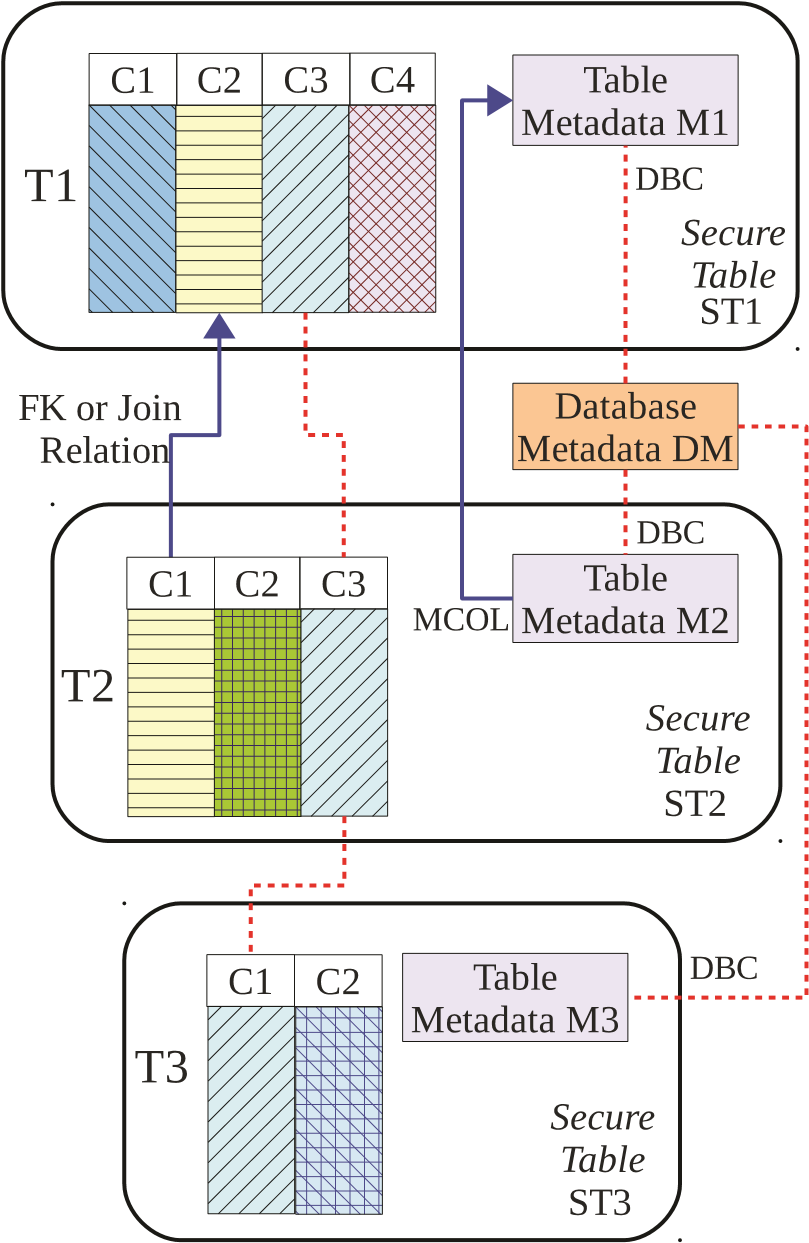 C1 C2 C3 C4
Table
Metadata M1
T1
DBC
Secure
Table
ST1
FK or Join
Relation
Database
Metadata DM
DBC
C1 C2 C3
Table
Metadata M2
MCOL
T2
Secure
Table
ST2
C1 C2
Table
Metadata M3
DBC
T3
Secure
Table
ST3